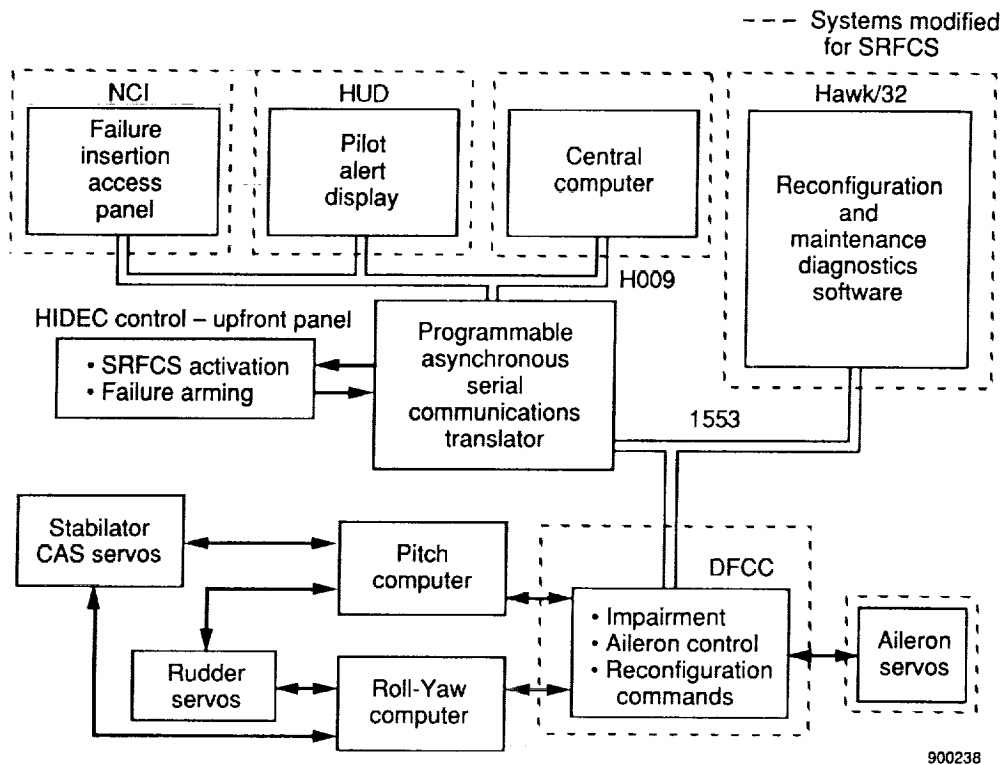 --- Systems modified
for SRFCS
NCI
Failure
insertion
access
panel
HUD
Pilot
alert
display
Central
computer
Hawk/32
Reconfiguration
and
maintenance
diagnostics
software
H009
HIDEC control – upfront panel
• SRFCS activation
• Failure arming
Programmable
asynchronous
serial
communications
translator
1553
Stabilator
CAS servos
Pitch
computer
DFCC
• Impairment
• Aileron control
• Reconfiguration
commands
Aileron
servos
Rudder
servos
Roll-Yaw
computer
900238